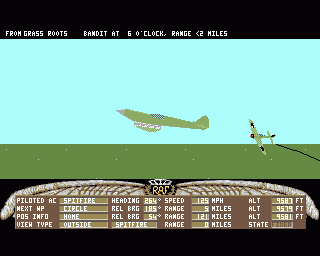 FROM GRASS ROOTS BANDIT AT 6 O'CLOCK, RANGE <2 MILES
RAF
PILOTED AC SPITFIRE HEADING 264° SPEED 125 MPH ALT 9587 FT
NEXT WP CIRCLE REL BRG 185° RANGE 5 MILES ALT 9579 FT
POS INFO HOME REL BRG 54° RANGE 121 MILES ALT 9581 FT
VIEW TYPE OUTSIDE SPITFIRE RANGE 0 MILES STATE